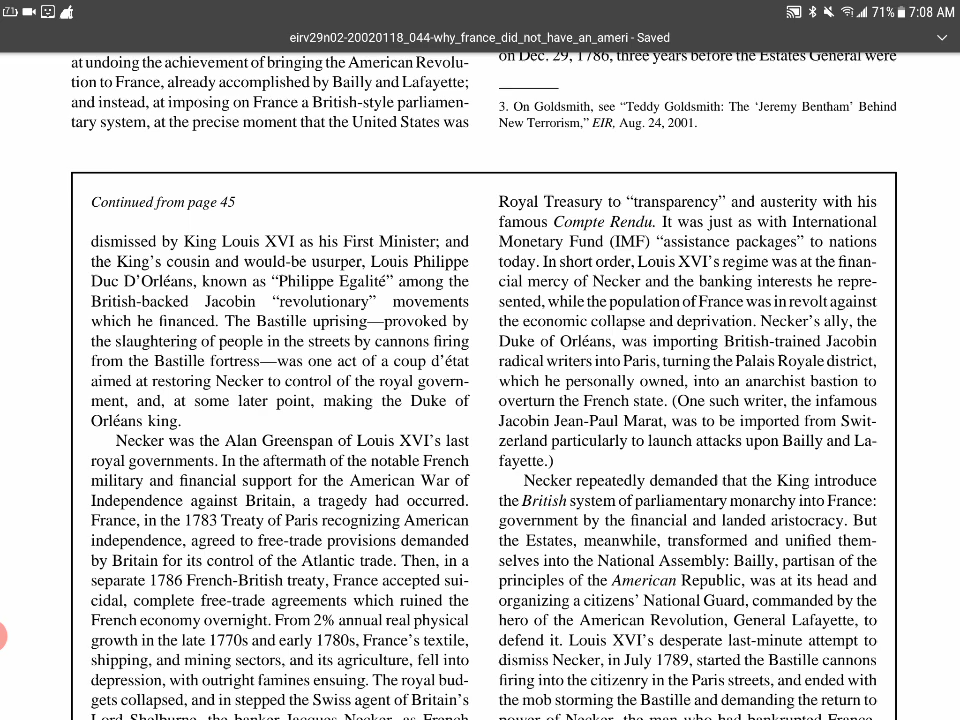 71
71% 7:08 AM
eirv29n02-20020118_044-why_france_did_not_have_an_ameri - Saved
at undoing the achievement of bringing the American Revolu-
tion to France, already accomplished by Bailly and Lafayette;
and instead, at imposing on France a British-style parliamen-
tary system, at the precise moment that the United States was
on Dec. 29, 1786, three years before the Estates General were
3. On Goldsmith, see “Teddy Goldsmith: The ‘Jeremy Bentham’ Behind
New Terrorism,” EIR, Aug. 24, 2001.
Continued from page 45
dismissed by King Louis XVI as his First Minister; and
the King’s cousin and would-be usurper, Louis Philippe
Duc D’Orléans, known as “Philippe Egalité” among the
British-backed Jacobin “revolutionary” movements
which he financed. The Bastille uprising—provoked by
the slaughtering of people in the streets by cannons firing
from the Bastille fortress—was one act of a coup d’état
aimed at restoring Necker to control of the royal govern-
ment, and, at some later point, making the Duke of
Orléans king.
Necker was the Alan Greenspan of Louis XVI’s last
royal governments. In the aftermath of the notable French
military and financial support for the American War of
Independence against Britain, a tragedy had occurred.
France, in the 1783 Treaty of Paris recognizing American
independence, agreed to free-trade provisions demanded
by Britain for its control of the Atlantic trade. Then, in a
separate 1786 French-British treaty, France accepted sui-
cidal, complete free-trade agreements which ruined the
French economy overnight. From 2% annual real physical
growth in the late 1770s and early 1780s, France’s textile,
shipping, and mining sectors, and its agriculture, fell into
depression, with outright famines ensuing. The royal bud-
gets collapsed, and in stepped the Swiss agent of Britain’s
Lord Shelburne, the banker Jacques Necker, as French
Royal Treasury to “transparency” and austerity with his
famous Compte Rendu. It was just as with International
Monetary Fund (IMF) “assistance packages” to nations
today. In short order, Louis XVI’s regime was at the finan-
cial mercy of Necker and the banking interests he repre-
sented, while the population of France was in revolt against
the economic collapse and deprivation. Necker’s ally, the
Duke of Orléans, was importing British-trained Jacobin
radical writers into Paris, turning the Palais Royale district,
which he personally owned, into an anarchist bastion to
overturn the French state. (One such writer, the infamous
Jacobin Jean-Paul Marat, was to be imported from Swit-
zerland particularly to launch attacks upon Bailly and La-
fayette.)
Necker repeatedly demanded that the King introduce
the British system of parliamentary monarchy into France:
government by the financial and landed aristocracy. But
the Estates, meanwhile, transformed and unified them-
selves into the National Assembly: Bailly, partisan of the
principles of the American Republic, was at its head and
organizing a citizens’ National Guard, commanded by the
hero of the American Revolution, General Lafayette, to
defend it. Louis XVI’s desperate last-minute attempt to
dismiss Necker, in July 1789, started the Bastille cannons
firing into the citizenry in the Paris streets, and ended with
the mob storming the Bastille and demanding the return to
power of Necker, the man who had bankrupted France.